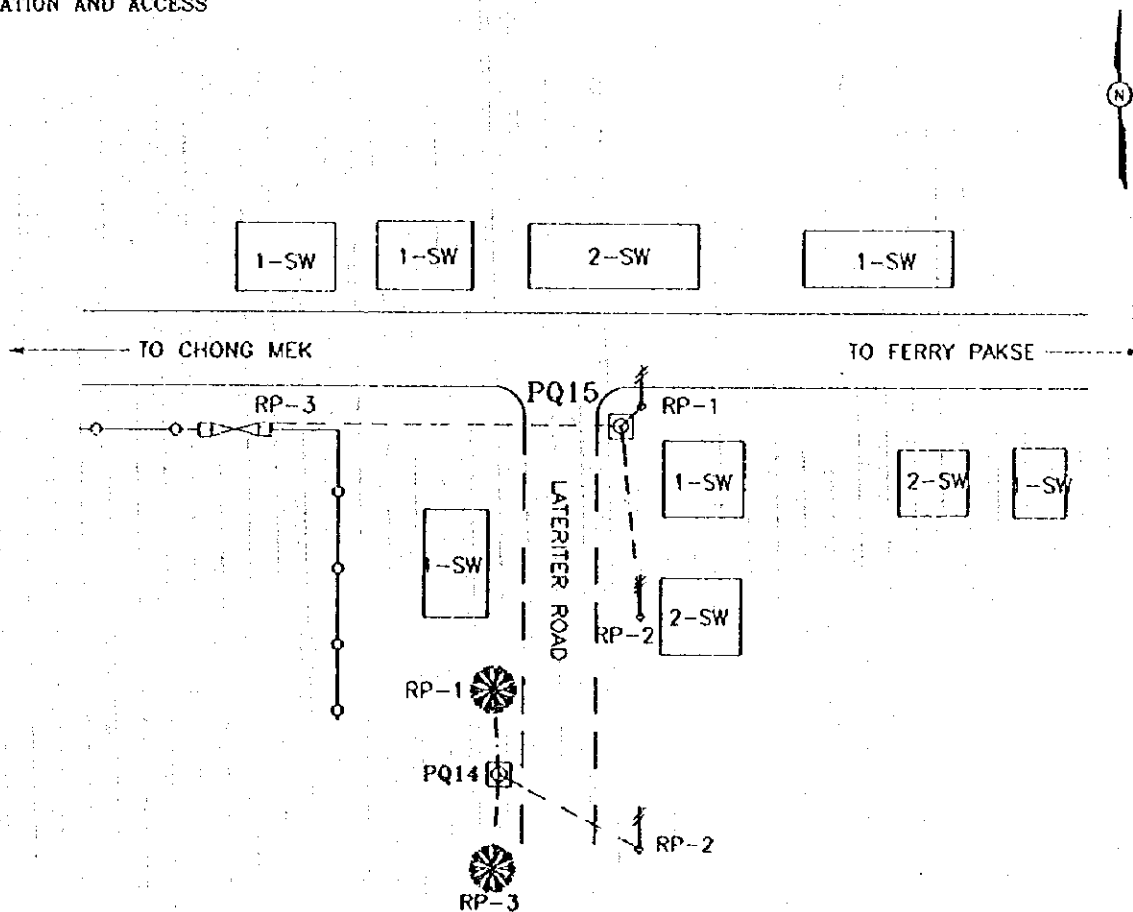 ATION AND ACCESS
N
1-SW
1-SW
2-SW
1-SW
TO CHONG MEK
TO FERRY PAKSE
PQ15
RP-3
RP-1
1-SW
2-SW
1-SW
LATERITER ROAD
1-SW
2-SW
RP-2
RP-1
PQ14
RP-2
RP-3